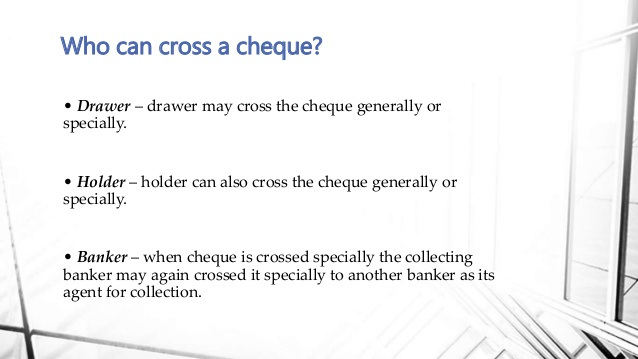 Who can cross a cheque?
• Drawer – drawer may cross the cheque generally or
specially.
• Holder – holder can also cross the cheque generally or
specially.
• Banker – when cheque is crossed specially the collecting
banker may again crossed it specially to another banker as its
agent for collection.